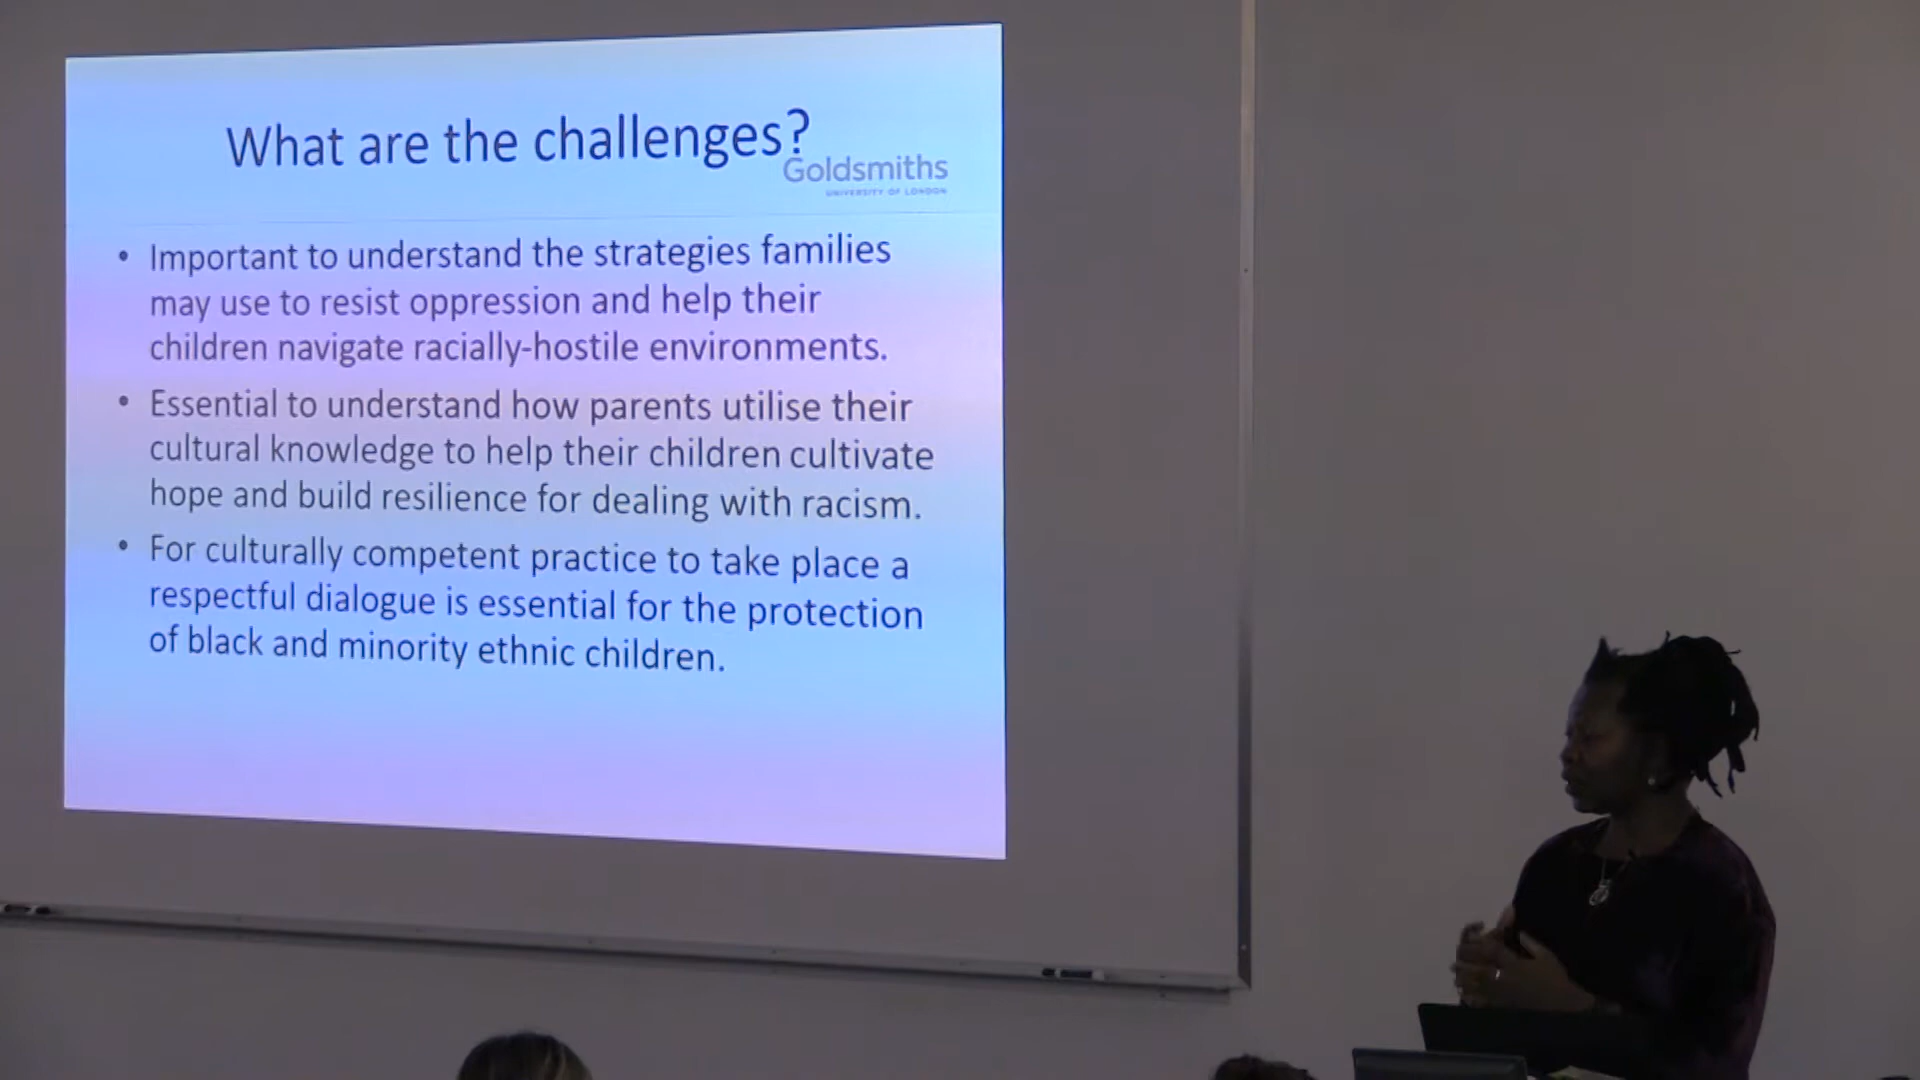 What are the challenges?
Goldsmiths
UNIVERSITY OF LONDON
• Important to understand the strategies families
may use to resist oppression and help their
children navigate racially-hostile environments.
• Essential to understand how parents utilise their
cultural knowledge to help their children cultivate
hope and build resilience for dealing with racism.
• For culturally competent practice to take place a
respectful dialogue is essential for the protection
of black and minority ethnic children.